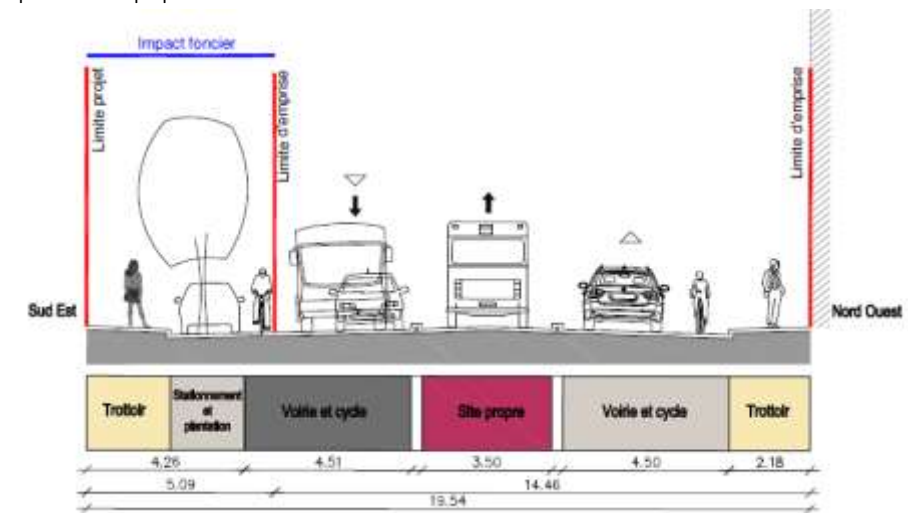 Impact foncier
Limite projet
Limite d'emprise
Limite d'emprise
Sud Est
Nord Ouest
Trottoir
Stationnement
et
plantation
Voirie et cycle
Site propre
Voirie et cycle
Trottoir
4.26
4.51
3.50
4.50
2.18
5.09
14.46
19.54